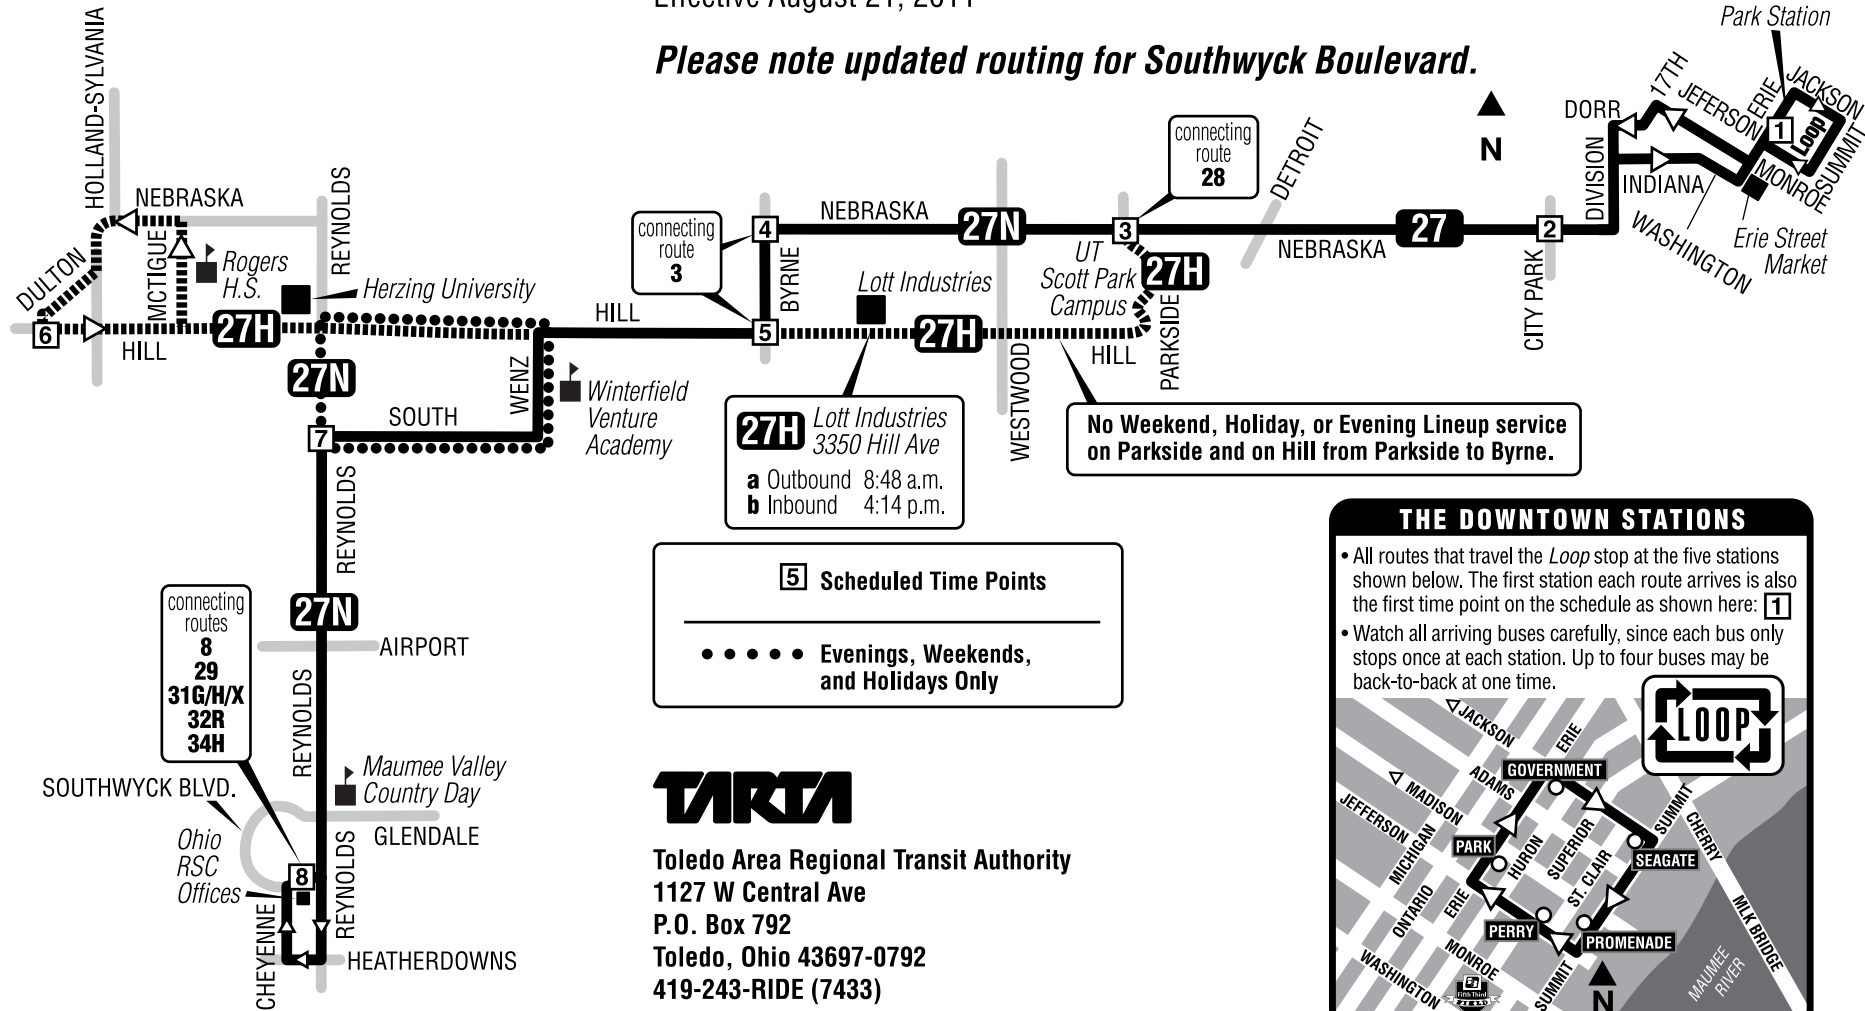 Effective August 21, 2011
Please note updated routing for Southwyck Boulevard.
Park Station
HOLLAND-SYLVANIA
NEBRASKA
REYNOLDS
DULTON
MCTIGUE
Rogers
H.S.
Herzing University
6
HILL
27H
27N
SOUTH
7
WENZ
HILL
Winterfield
Venture
Academy
connecting
route
3
4
BYRNE
5
NEBRASKA
27N
Lott Industries
27H
WESTWOOD
connecting
route
28
3
UT
Scott Park
Campus
27H
HILL
PARKSIDE
DETROIT
NEBRASKA
27
N
2
CITY PARK
DORR
DIVISION
17TH
JEFERSON
ERIE
JACKSON
1
Loop
SUMMIT
MONROE
INDIANA
WASHINGTON
Erie Street
Market
27H
Lott Industries
3350 Hill Ave
a Outbound 8:48 a.m.
b Inbound 4:14 p.m.
No Weekend, Holiday, or Evening Lineup service
on Parkside and on Hill from Parkside to Byrne.
REYNOLDS
27N
AIRPORT
REYNOLDS
connecting
routes
8
29
31G/H/X
32R
34H
SOUTHWYCK BLVD.
Maumee Valley
Country Day
GLENDALE
Ohio
RSC
Offices
8
REYNOLDS
CHEYENNE
HEATHERDOWNS
5 Scheduled Time Points
Evenings, Weekends,
and Holidays Only
TARTA
Toledo Area Regional Transit Authority
1127 W Central Ave
P.O. Box 792
Toledo, Ohio 43697-0792
419-243-RIDE (7433)
THE DOWNTOWN STATIONS
• All routes that travel the Loop stop at the five stations
shown below. The first station each route arrives is also
the first time point on the schedule as shown here: 1
• Watch all arriving buses carefully, since each bus only
stops once at each station. Up to four buses may be
back-to-back at one time.
LOOP
JACKSON
ERIE
ADAMS
GOVERNMENT
MADISON
JEFFERSON
MICHIGAN
SUMMIT
CHERRY
PARK
HURON
SUPERIOR
ST. CLAIR
SEAGATE
ONTARIO
ERIE
PERRY
PROMENADE
MLK BRIDGE
MONROE
WASHINGTON
SUMMIT
Fifth Third
FIELD
N
MAUMEE
RIVER